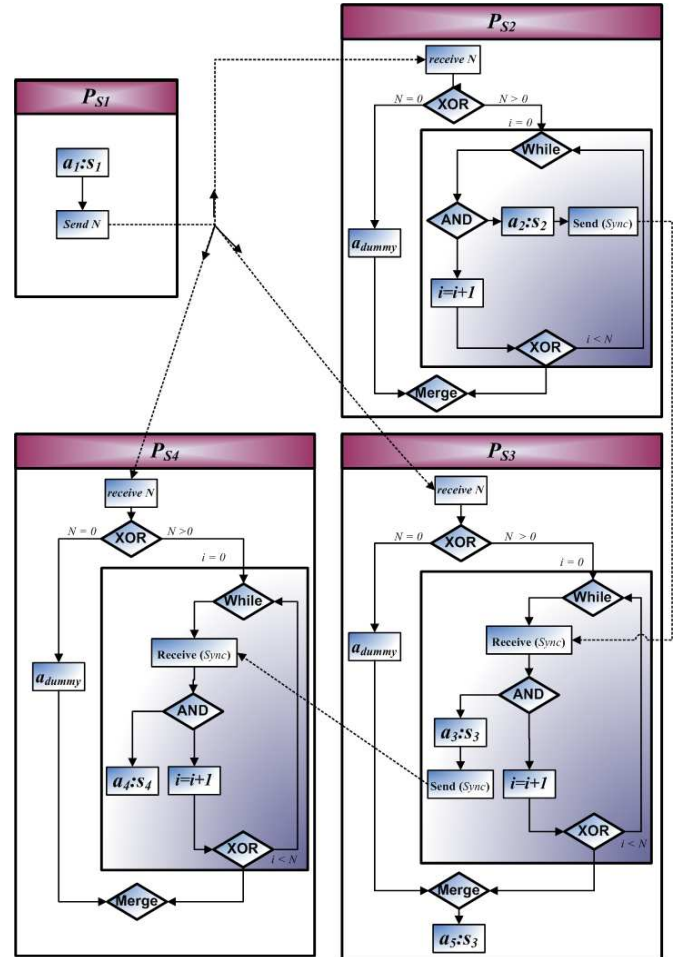 P_S1
a_1:s_1
Send N
P_S2
receive N
N = 0
XOR
N > 0
i = 0
While
AND
a_2:s_2
Send (Sync)
a_dummy
i=i+1
XOR
i < N
Merge
P_S4
receive N
N = 0
XOR
N >0
i = 0
While
Receive (Sync)
a_dummy
AND
a_4:s_4
i=i+1
XOR
i < N
Merge
P_S3
receive N
N = 0
XOR
N > 0
i = 0
While
Receive (Sync)
a_dummy
AND
a_3:s_3
Send (Sync)
i=i+1
XOR
i < N
Merge
a_5:s_3